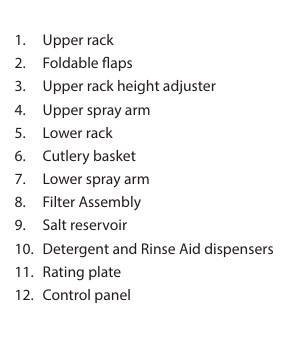 1. Upper rack
2. Foldable flaps
3. Upper rack height adjuster
4. Upper spray arm
5. Lower rack
6. Cutlery basket
7. Lower spray arm
8. Filter Assembly
9. Salt reservoir
10. Detergent and Rinse Aid dispensers
11. Rating plate
12. Control panel